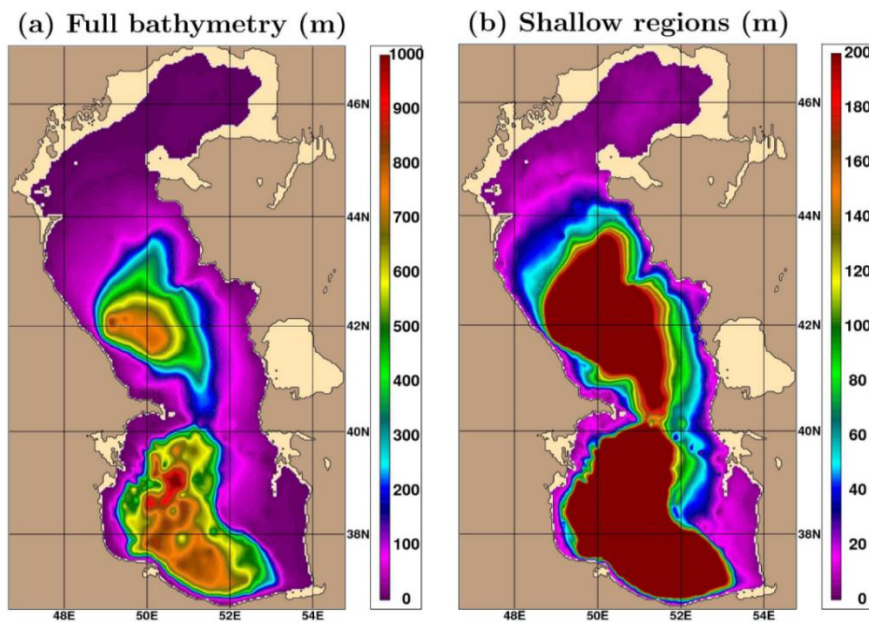 (a) Full bathymetry (m)
(b) Shallow regions (m)
46N
44N
42N
40N
38N
48E 50E 52E 54E
1000
900
800
700
600
500
400
300
200
100
0
46N
44N
42N
40N
38N
48E 50E 52E 54E
200
180
160
140
120
100
80
60
40
20
0